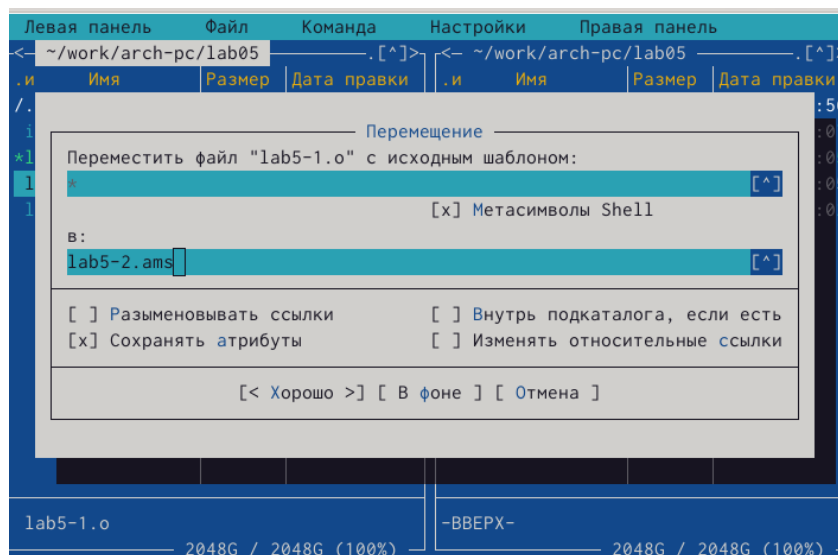 Левая панель Файл Команда Настройки Правая панель
<— ~/work/arch-pc/lab05 .[^]> <— ~/work/arch-pc/lab05 .[^]>
.и Имя Размер Дата правки .и Имя Размер Дата правки
/.
Перемещение
Переместить файл "lab5-1.o" с исходным шаблоном:
* [^]
[x] Метасимволы Shell
в:
lab5-2.ams [^]
[ ] Разыменовывать ссылки [ ] Внутрь подкаталога, если есть
[x] Сохранять атрибуты [ ] Изменять относительные ссылки
[< Хорошо >] [ В фоне ] [ Отмена ]
lab5-1.o -ВВЕРХ-
2048G / 2048G (100%) 2048G / 2048G (100%)